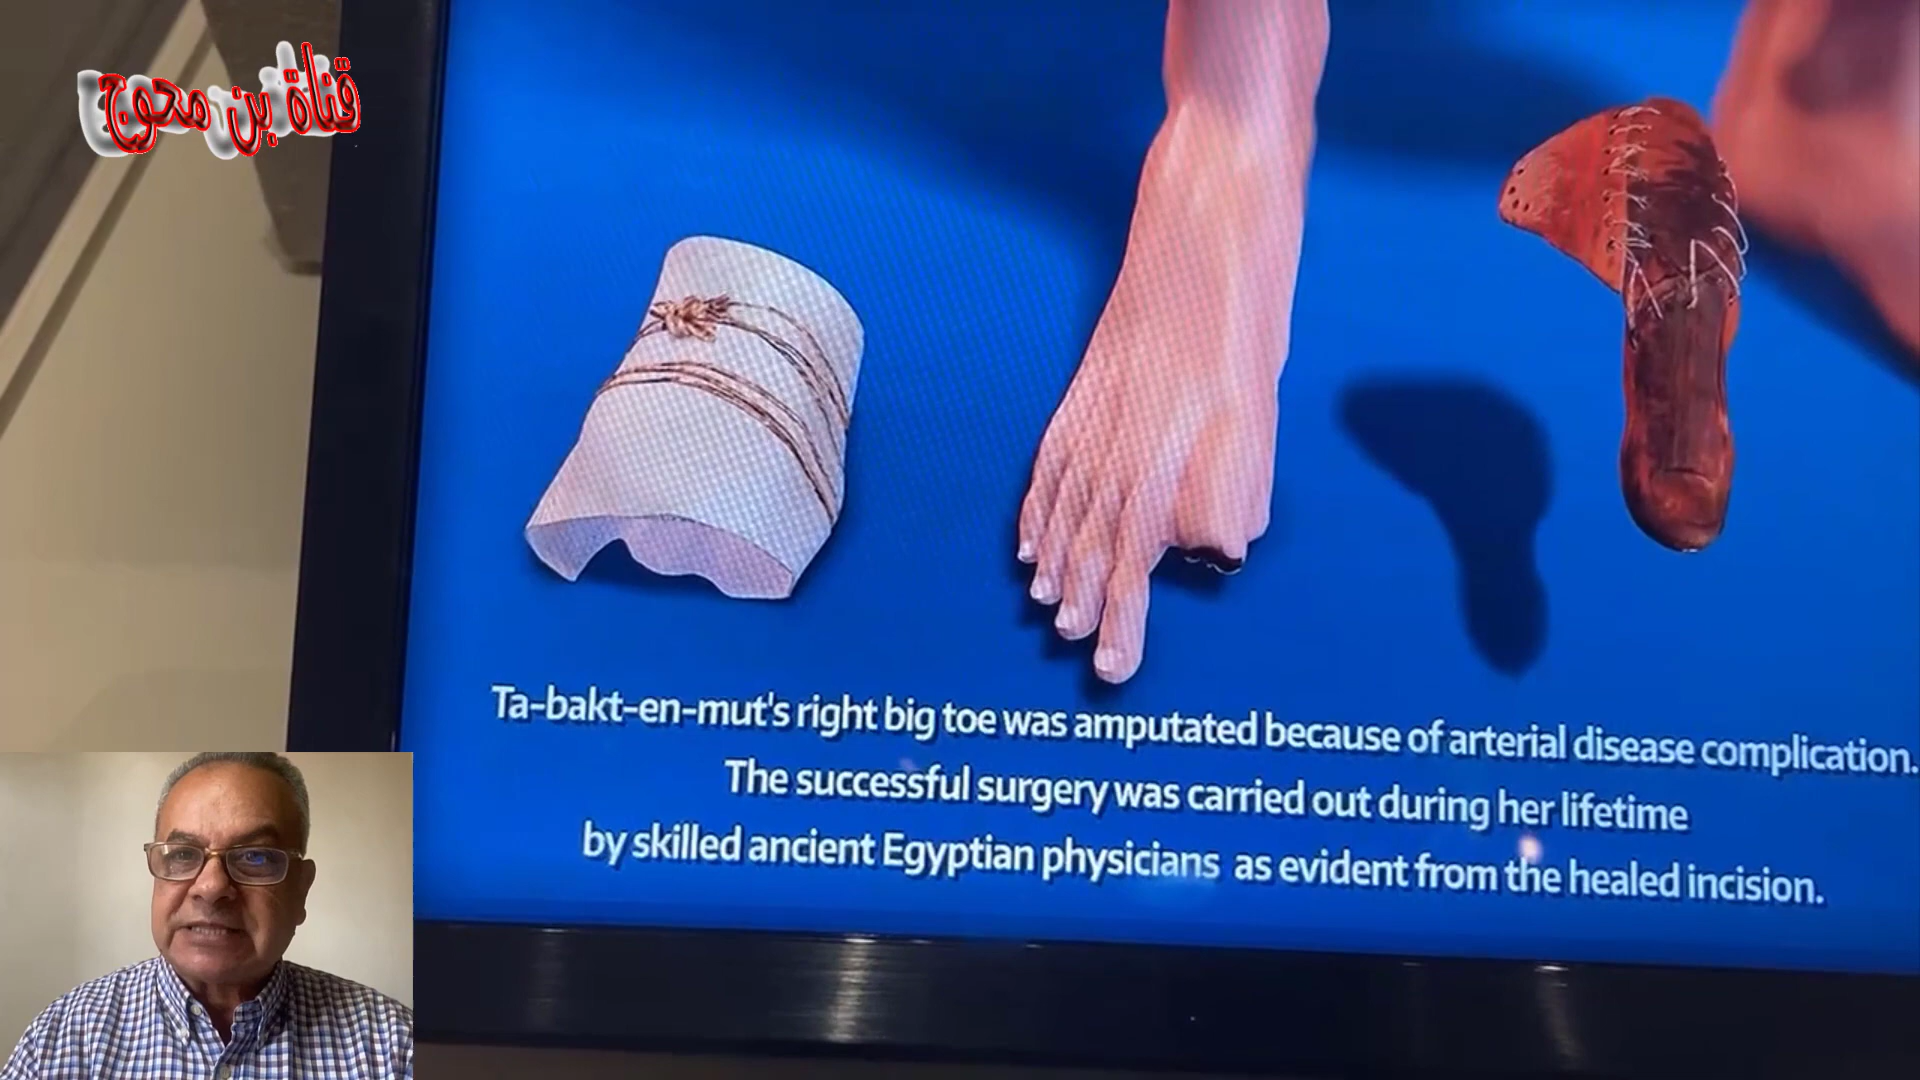 قناة بن محوج
Ta-bakt-en-mut's right big toe was amputated because of arterial disease complication.
The successful surgery was carried out during her lifetime
by skilled ancient Egyptian physicians as evident from the healed incision.